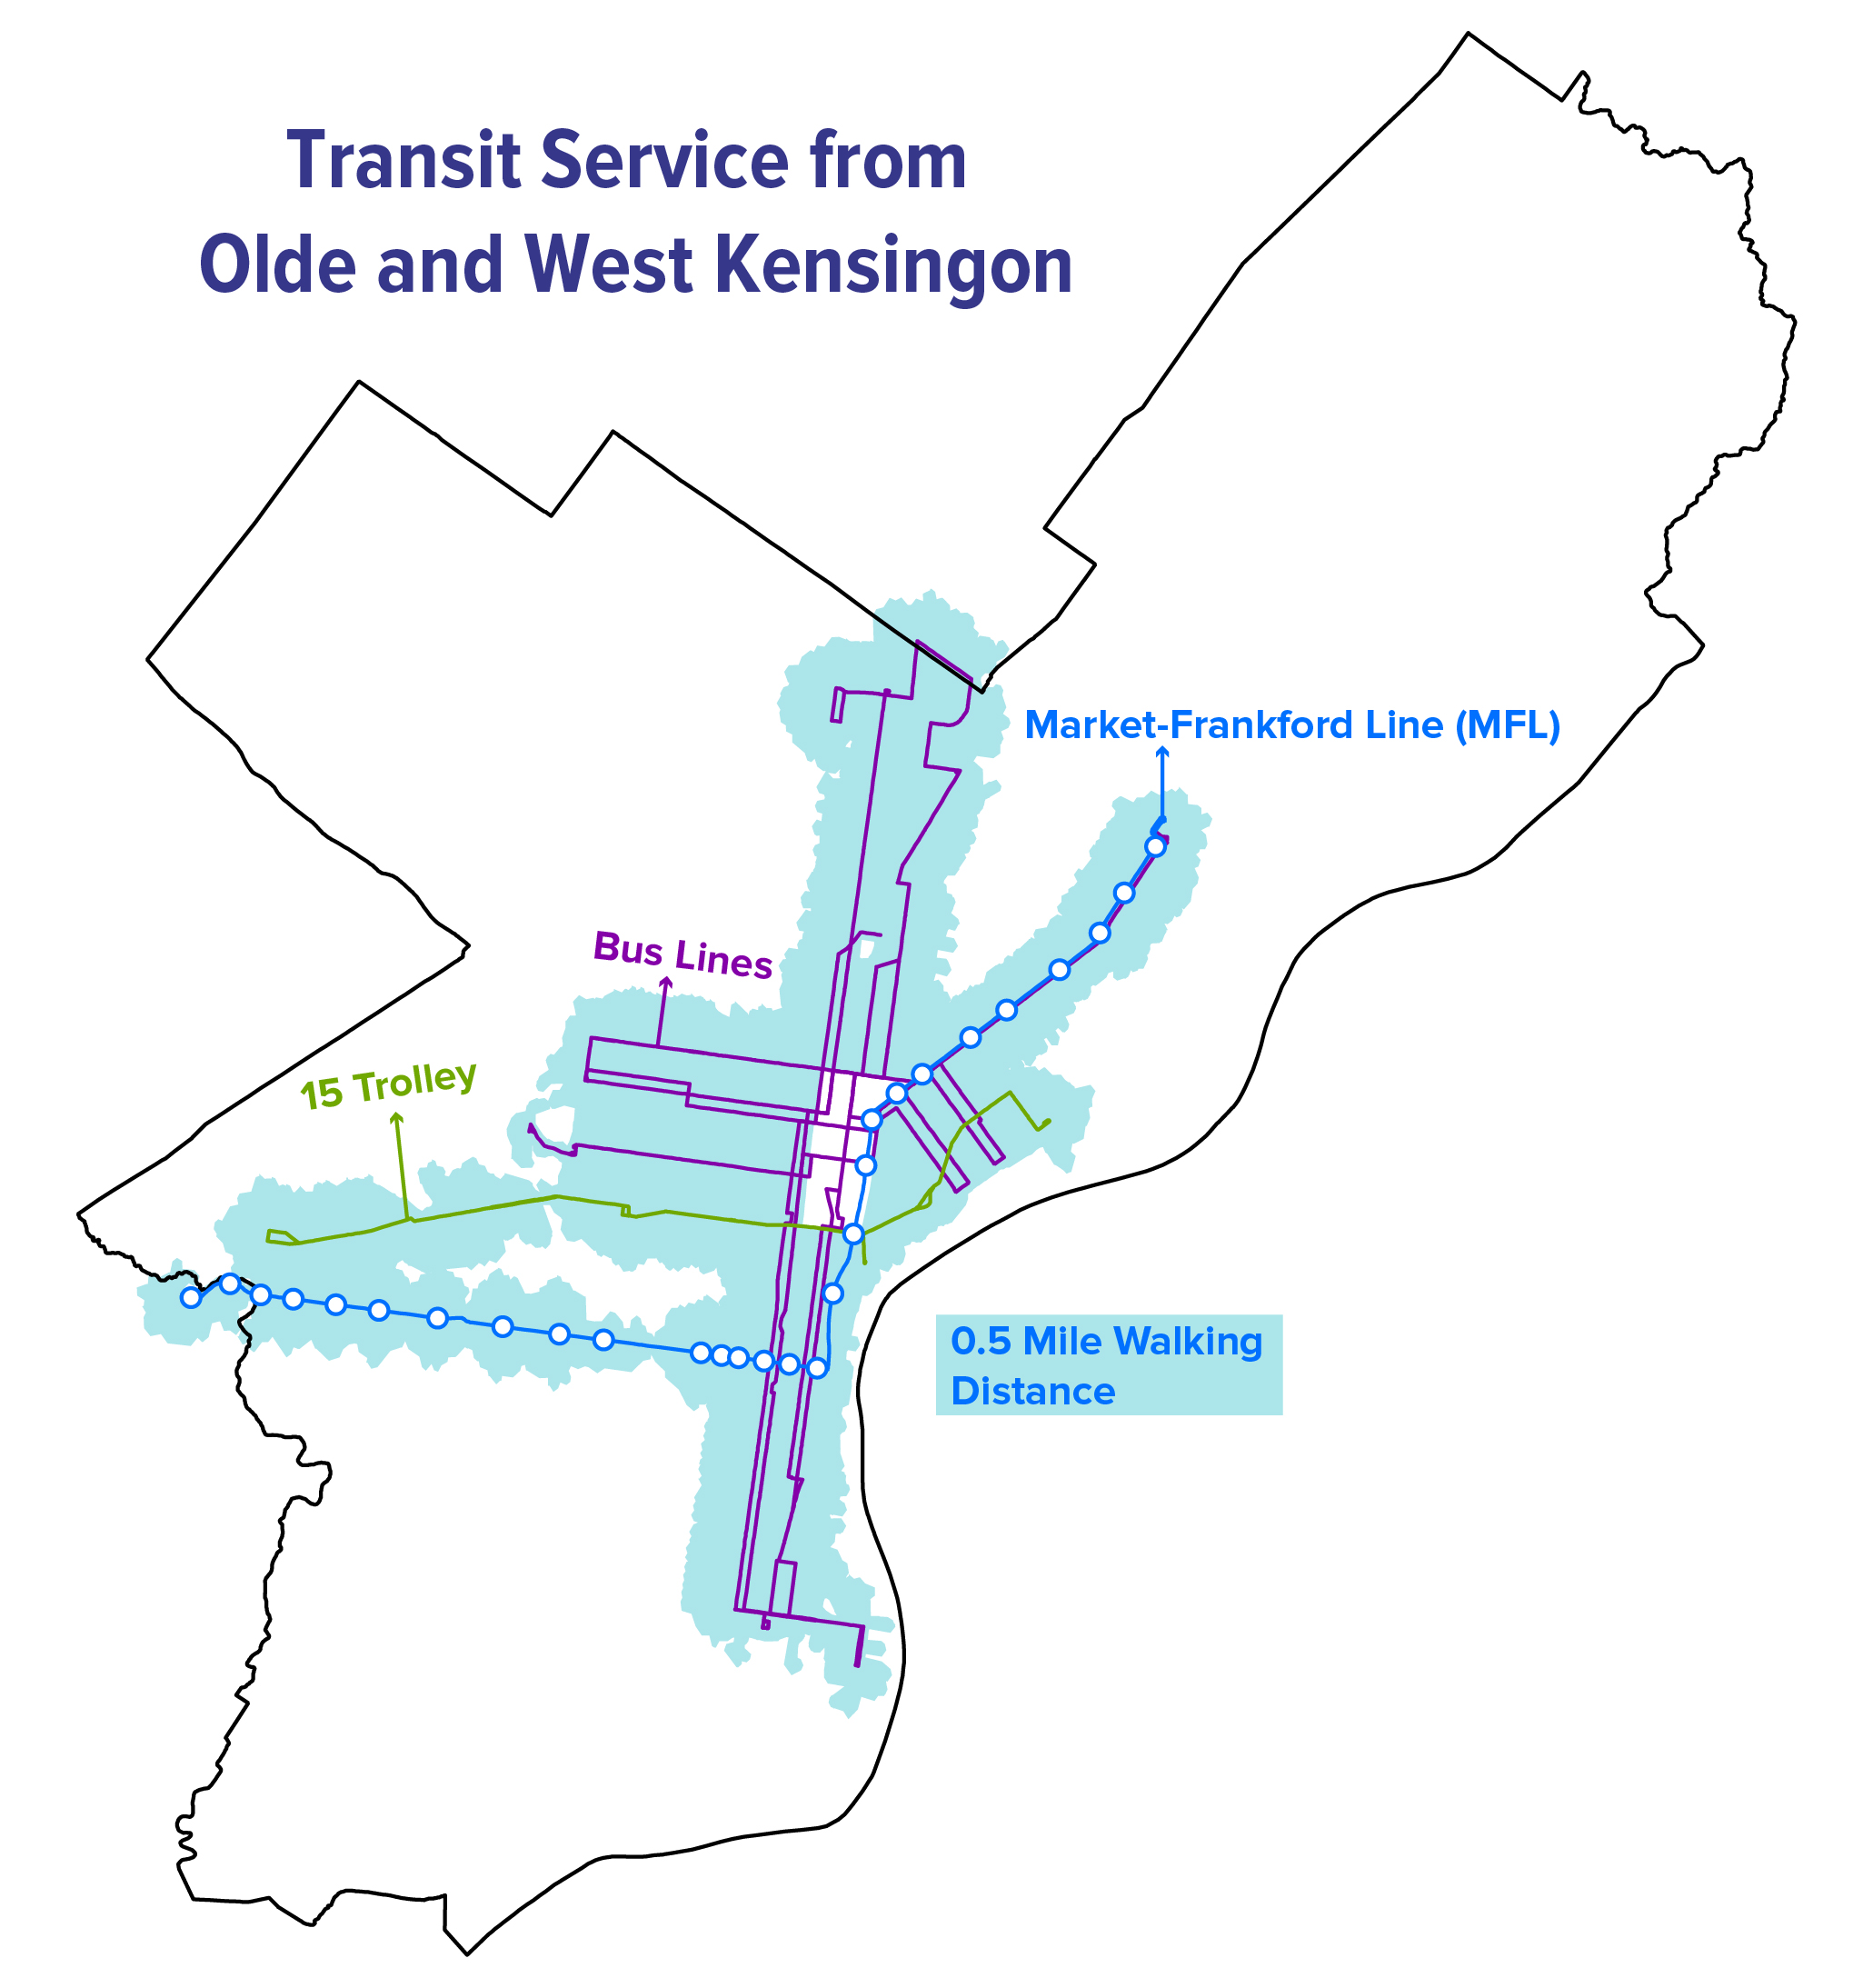 Transit Service from
Olde and West Kensingon
Market-Frankford Line (MFL)
Bus Lines
15 Trolley
0.5 Mile Walking
Distance